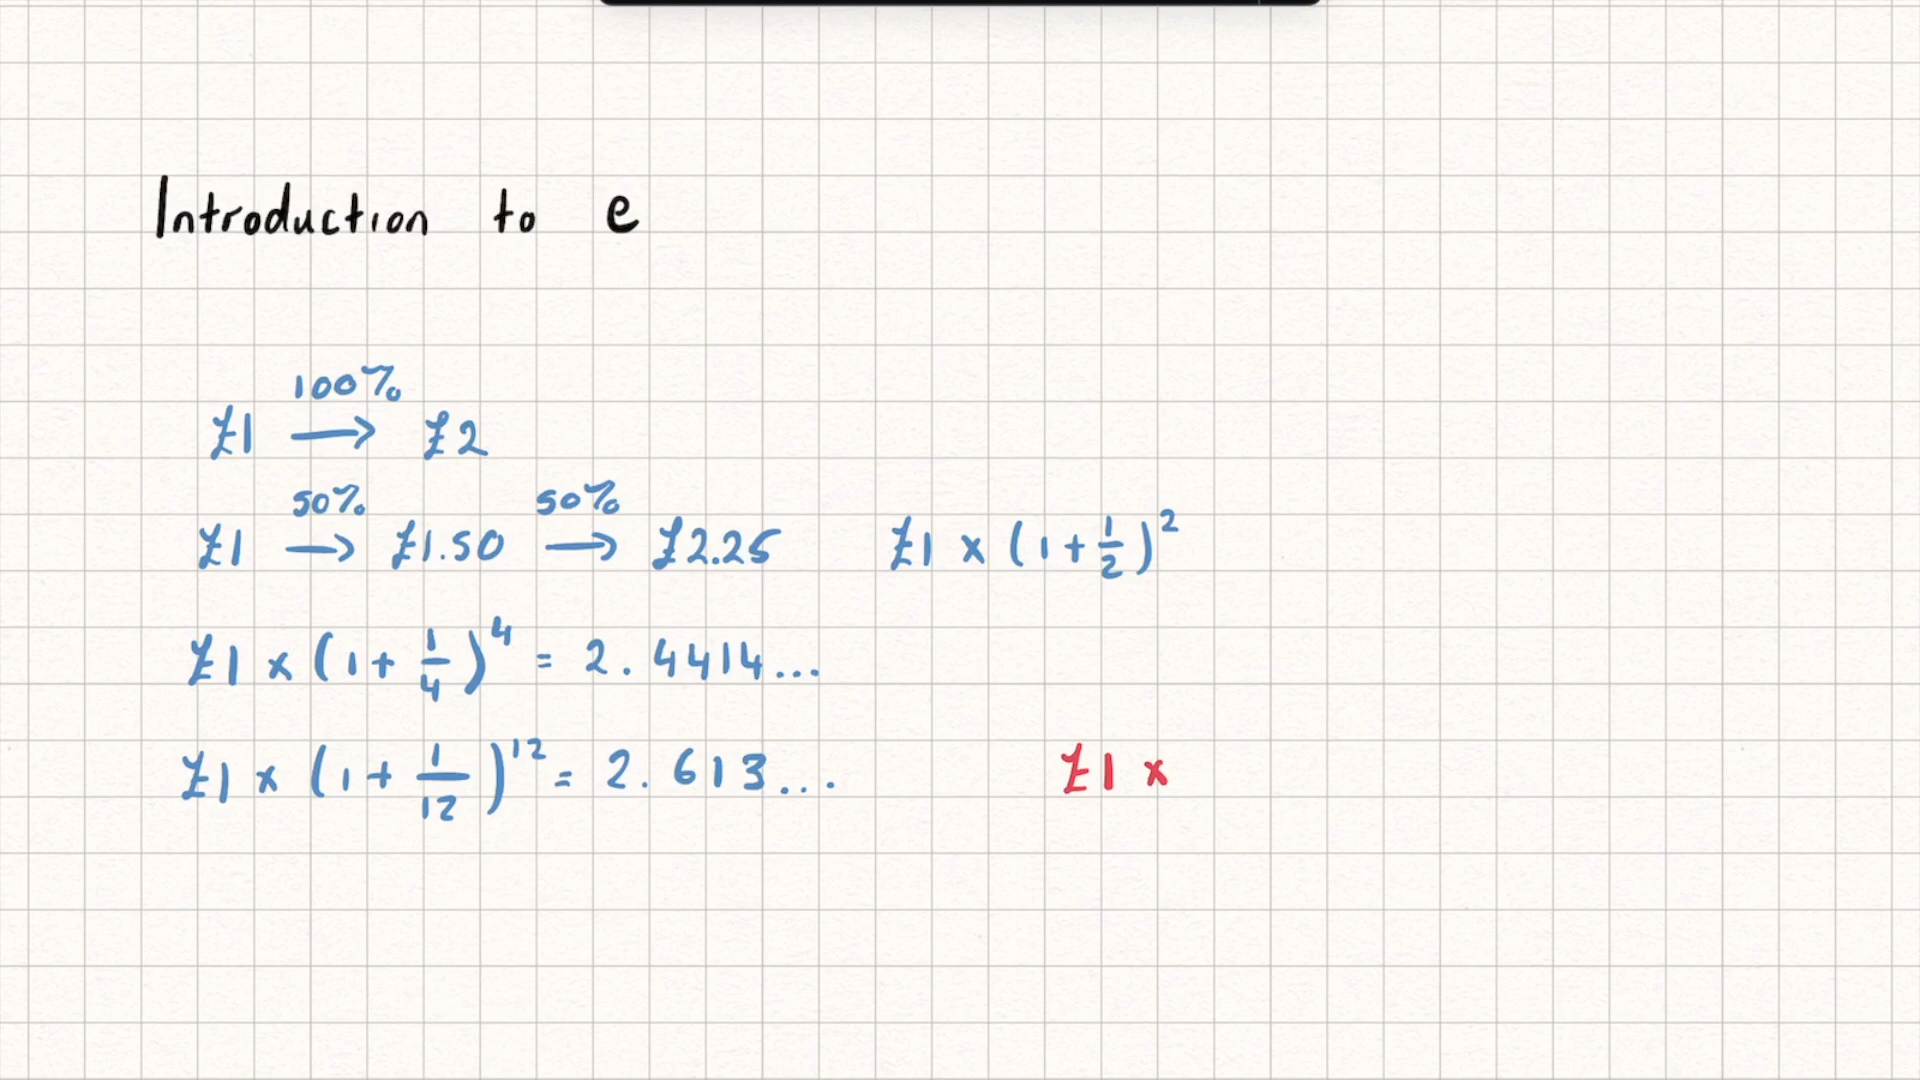 Introduction to e
100%
£1 → £2
50% 50%
£1 → £1.50 → £2.25 £1 × (1 + 1/2)^2
£1 × (1 + 1/4)^4 = 2.4414...
£1 × (1 + 1/12)^12 = 2.613... £1 ×